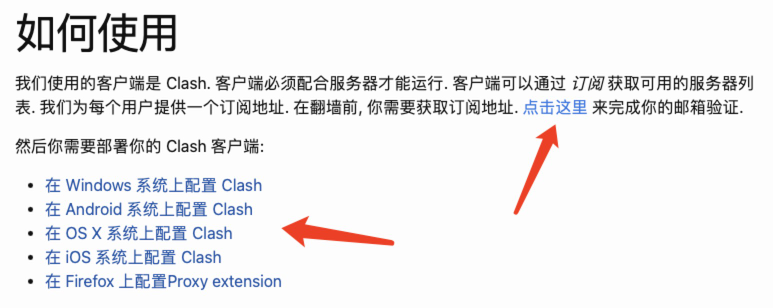 如何使用
我们使用的客户端是 Clash. 客户端必须配合服务器才能运行. 客户端可以通过 订阅 获取可用的服务器列
表. 我们为每个用户提供一个订阅地址. 在翻墙前, 你需要获取订阅地址. 点击这里 来完成你的邮箱验证.
然后你需要部署你的 Clash 客户端:
• 在 Windows 系统上配置 Clash
• 在 Android 系统上配置 Clash
• 在 OS X 系统上配置 Clash
• 在 iOS 系统上配置 Clash
• 在 Firefox 上配置Proxy extension